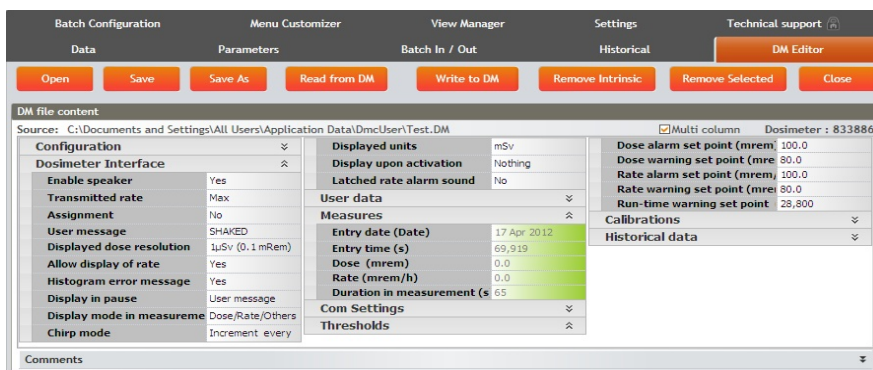 Batch Configuration Menu Customizer View Manager Settings Technical support
Data Parameters Batch In / Out Historical DM Editor
Open Save Save As Read from DM Write to DM Remove Intrinsic Remove Selected Close
DM file content
Source: C:\Documents and Settings\All Users\Application Data\DmcUser\Test.DM Multi column Dosimeter : 833886
Configuration
Dosimeter Interface
Enable speaker Yes
Transmitted rate Max
Assignment No
User message SHAKED
Displayed dose resolution 1µSv (0.1 mRem)
Allow display of rate Yes
Histogram error message Yes
Display in pause User message
Display mode in measureme Dose/Rate/Others
Chirp mode Increment every
Displayed units mSv
Display upon activation Nothing
Latched rate alarm sound No
User data
Measures
Entry date (Date) 17 Apr 2012
Entry time (s) 69,919
Dose (mrem) 0.0
Rate (mrem/h) 0.0
Duration in measurement (s 65
Com Settings
Thresholds
Dose alarm set point (mrem) 100.0
Dose warning set point (mre 80.0
Rate alarm set point (mrem/ 100.0
Rate warning set point (mrei 80.0
Run-time warning set point 28,800
Calibrations
Historical data
Comments